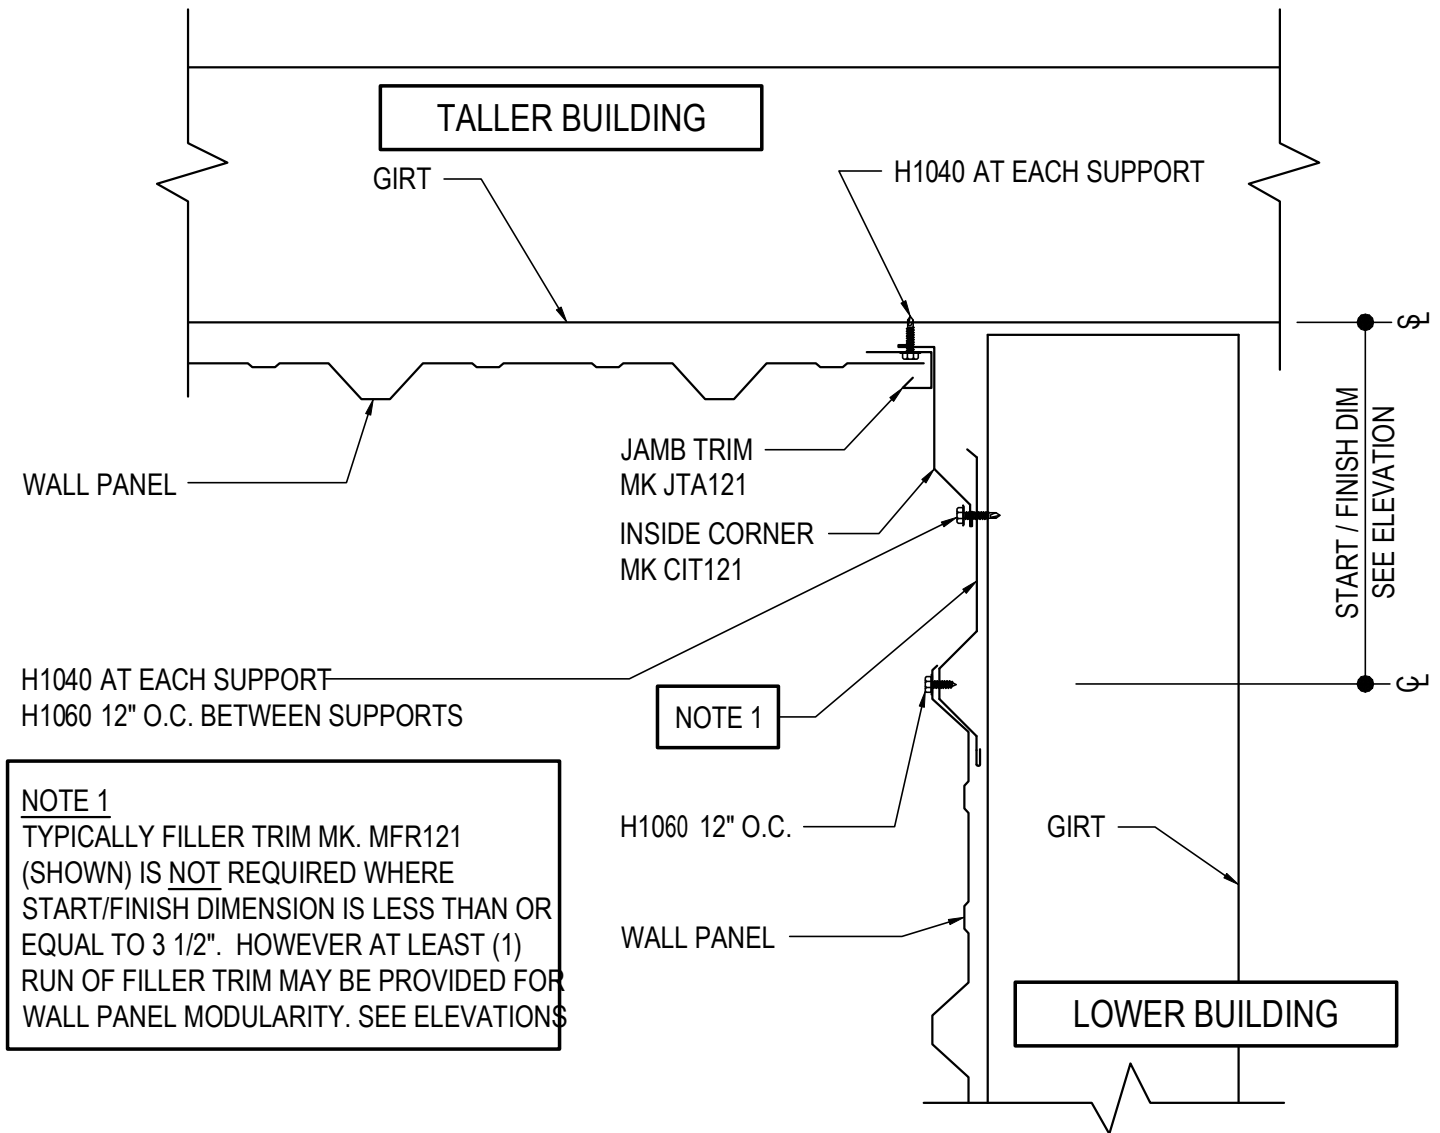 TALLER BUILDING
GIRT
H1040 AT EACH SUPPORT
SL
START / FINISH DIM
SEE ELEVATION
CL
WALL PANEL
JAMB TRIM
MK JTA121
INSIDE CORNER
MK CIT121
H1040 AT EACH SUPPORT
H1060 12" O.C. BETWEEN SUPPORTS
NOTE 1
NOTE 1
TYPICALLY FILLER TRIM MK. MFR121
(SHOWN) IS NOT REQUIRED WHERE
START/FINISH DIMENSION IS LESS THAN OR
EQUAL TO 3 1/2". HOWEVER AT LEAST (1)
RUN OF FILLER TRIM MAY BE PROVIDED FOR
WALL PANEL MODULARITY. SEE ELEVATIONS
H1060 12" O.C.
GIRT
WALL PANEL
LOWER BUILDING